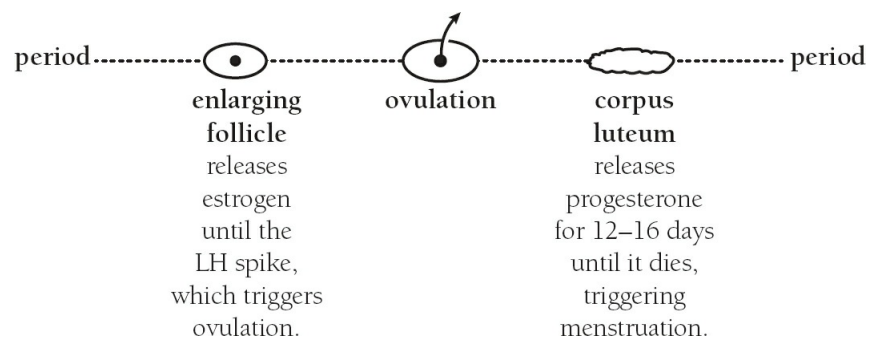 period
enlarging
follicle
releases
estrogen
until the
LH spike,
which triggers
ovulation.
ovulation
corpus
luteum
releases
progesterone
for 12–16 days
until it dies,
triggering
menstruation.
period